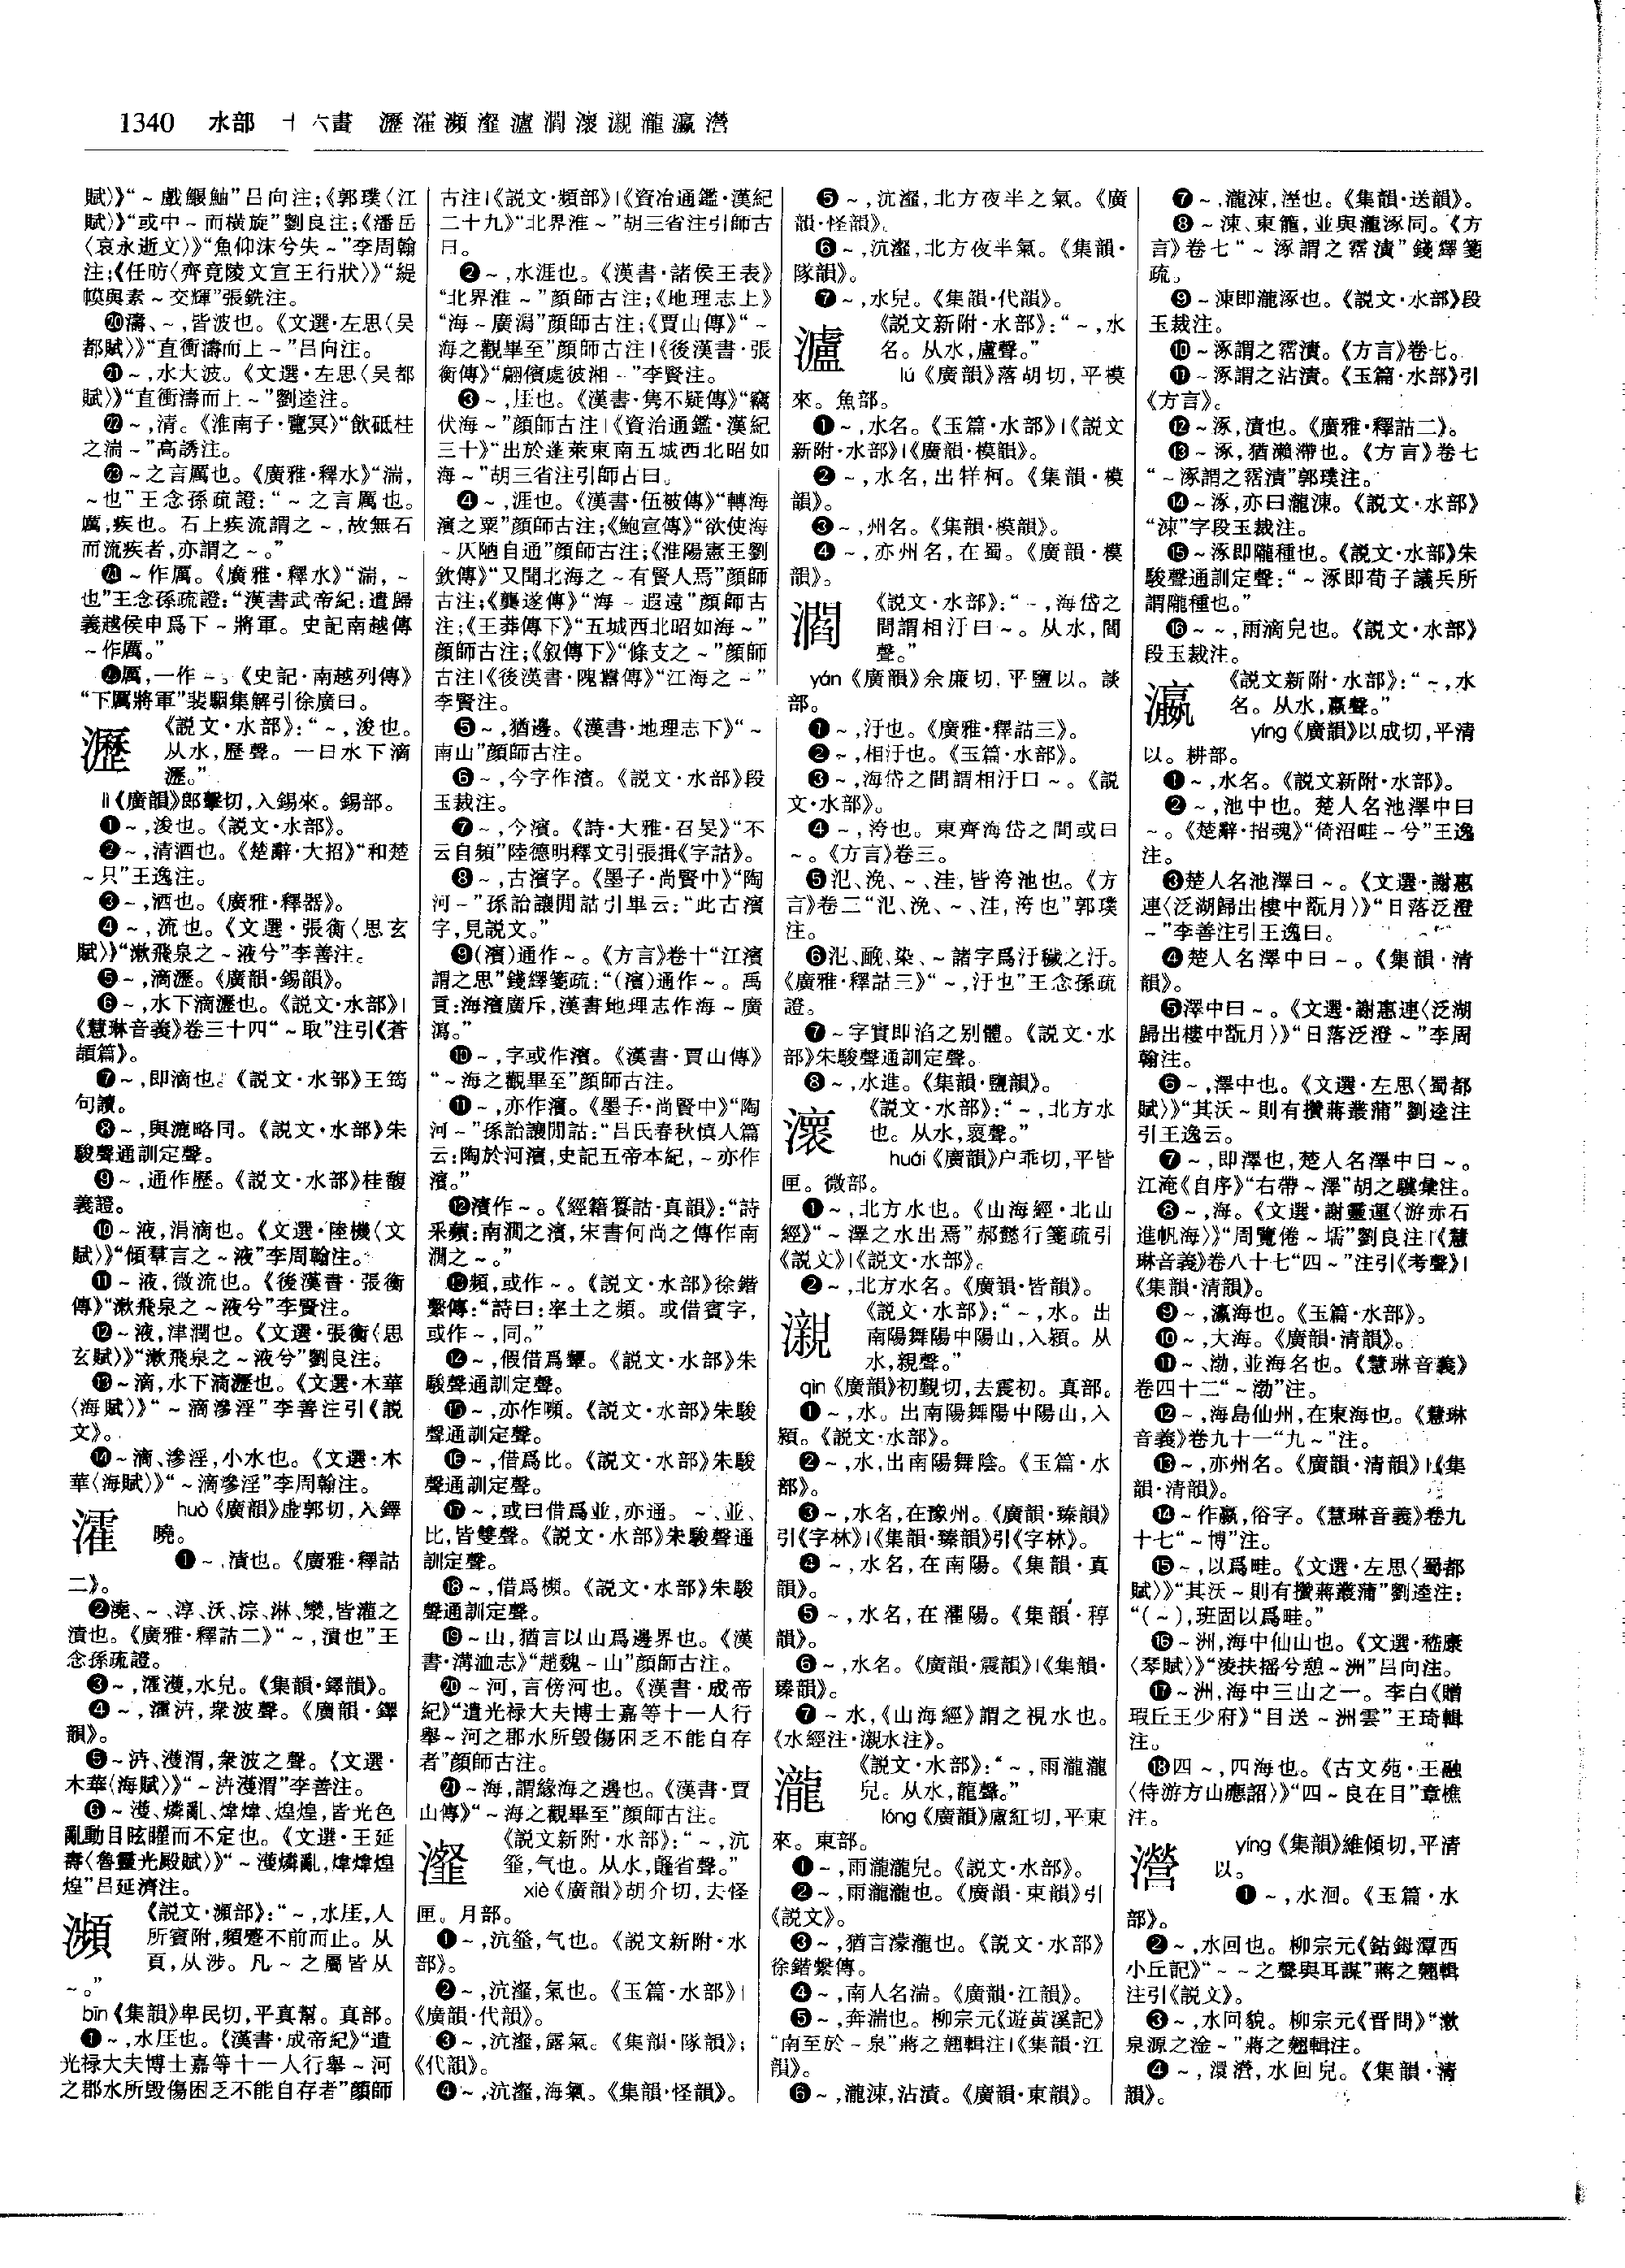 1340 水部 十六畫 瀝㶅瀕瀣瀘濶瀤瀙瀧瀛瀯
賦〉》“～戲鰋鮋”吕向注；《郭璞〈江
賦〉》“或中～而横旋”劉良注；《潘岳
〈哀永逝文〉》“魚仰沫兮失～”李周翰
注；《任昉〈齊竟陵文宣王行狀〉》“緹
幙與素～交輝”張銑注。
⑳濤、～，皆波也。《文選·左思〈吴
都賦〉》“直衝濤而上～”吕向注。
㉑～，水大波。《文選·左思〈吴都
賦〉》“直衝濤而上～”劉逵注。
㉒～，清。《淮南子·覽冥》“飲砥柱
之湍～”高誘注。
㉓～之言厲也。《廣雅·釋水》“湍，
～也”王念孫疏證：“～之言厲也。
厲，疾也。石上疾流謂之～，故無石
而流疾者，亦謂之～。”
㉔～作厲。《廣雅·釋水》“湍，～
也”王念孫疏證：“漢書武帝紀：遣歸
義越侯申爲下～將軍。史記南越傳
～作厲。”
㉕厲，一作～。《史記·南越列傳》
“下厲將軍”裴駰集解引徐廣曰。
瀝
《説文·水部》：“～，浚也。
从水，歷聲。一曰水下滴
瀝。”
lì《廣韻》郎擊切，入錫來。錫部。
❶～，浚也。《説文·水部》。
❷～，清酒也。《楚辭·大招》“和楚
～只”王逸注。
❸～，酒也。《廣雅·釋器》。
❹～，流也。《文選·張衡〈思玄
賦〉》“漱飛泉之～液兮”李善注。
❺～，滴瀝。《廣韻·錫韻》。
❻～，水下滴瀝也。《説文·水部》|
《慧琳音義》卷三十四“～取”注引《蒼
頡篇》。
❼～，即滴也。《説文·水部》王筠
句讀。
❽～，與漉略同。《説文·水部》朱
駿聲通訓定聲。
❾～，通作歷。《説文·水部》桂馥
義證。
❿～液，涓滴也。《文選·陸機〈文
賦〉》“傾羣言之～液”李周翰注。
⓫～液，微流也。《後漢書·張衡
傳》“漱飛泉之～液兮”李賢注。
⓬～液，津潤也。《文選·張衡〈思
玄賦〉》“漱飛泉之～液兮”劉良注。
⓭～滴，水下滴瀝也。《文選·木華
〈海賦〉》“～滴滲淫”李善注引《説
文》。
⓮～滴、滲淫，小水也。《文選·木
華〈海賦〉》“～滴滲淫”李周翰注。
㶅
huò《廣韻》虚郭切，入鐸
曉。
❶～，漬也。《廣雅·釋詁
二》。
❷澆、～、淳、沃、淙、淋、灓，皆灌之
漬也。《廣雅·釋詁二》“～，漬也”王
念孫疏證。
❸～，㶅濩，水皃。《集韻·鐸韻》。
❹～，㶅泋，衆波聲。《廣韻·鐸
韻》。
❺～泋、濩渭，衆波之聲。《文選·
木華〈海賦〉》“～泋濩渭”李善注。
❻～濩、燐亂、煒煒、煌煌，皆光色
亂動目眩曜而不定也。《文選·王延
壽〈魯靈光殿賦〉》“～濩燐亂，煒煒煌
煌”吕延濟注。
瀕
《説文·瀕部》：“～，水厓，人
所賓附，頻蹙不前而止。从
頁，从涉。凡～之屬皆从
～。”
bīn《集韻》卑民切，平真幫。真部。
❶～，水厓也。《漢書·成帝紀》“遣
光禄大夫博士嘉等十一人行舉～河
之郡水所毁傷困乏不能自存者”顔師
古注|《説文·頻部》|《資治通鑑·漢紀
二十九》“北界淮～”胡三省注引師古
曰。
❷～，水涯也。《漢書·諸侯王表》
“北界淮～”顔師古注；《地理志上》
“海～廣潟”顔師古注；《賈山傳》“～
海之觀畢至”顔師古注|《後漢書·張
衡傳》“翩儐處彼湘～”李賢注。
❸～，厓也。《漢書·雋不疑傳》“竊
伏海～”顔師古注|《資治通鑑·漢紀
三十》“出於蓬萊東南五城西北昭如
海～”胡三省注引師古曰。
❹～，涯也。《漢書·伍被傳》“轉海
濱之粟”顔師古注；《鮑宣傳》“欲使海
～仄陋自通”顔師古注；《淮陽憲王劉
欽傳》“又聞北海之～有賢人焉”顔師
古注；《龔遂傳》“海～遐遠”顔師古
注；《王莽傳下》“五城西北昭如海～”
顔師古注；《叙傳下》“條支之～”顔師
古注|《後漢書·隗囂傳》“江海之～”
李賢注。
❺～，猶邊。《漢書·地理志下》“～
南山”顔師古注。
❻～，今字作濱。《説文·水部》段
玉裁注。
❼～，今濱。《詩·大雅·召旻》“不
云自頻”陸德明釋文引張揖《字詁》。
❽～，古濱字。《墨子·尚賢中》“陶
河～”孫詒讓閒詁引畢云：“此古濱
字，見説文。”
❾（濱）通作～。《方言》卷十“江濱
謂之思”錢繹箋疏：“（濱）通作～。禹
貢：海濱廣斥，漢書地理志作海～廣
潟。”
❿～，字或作濱。《漢書·賈山傳》
“～海之觀畢至”顔師古注。
⓫～，亦作濱。《墨子·尚賢中》“陶
河～”孫詒讓閒詁：“吕氏春秋慎人篇
云：陶於河濱，史記五帝本紀，～亦作
濱。”
⓬濱作～。《經籍籑詁·真韻》：“詩
采蘋：南澗之濱，宋書何尚之傳作南
澗之～。”
⓭頻，或作～。《説文·水部》徐鍇
繫傳：“詩曰：率土之頻。或借賓字，
或作～，同。”
⓮～，假借爲顰。《説文·水部》朱
駿聲通訓定聲。
⓯～，亦作嚬。《説文·水部》朱駿
聲通訓定聲。
⓰～，借爲比。《説文·水部》朱駿
聲通訓定聲。
⓱～，或曰借爲並，亦通。～、並、
比，皆雙聲。《説文·水部》朱駿聲通
訓定聲。
⓲～，借爲櫇。《説文·水部》朱駿
聲通訓定聲。
⓳～山，猶言以山爲邊界也。《漢
書·溝洫志》“趙魏～山”顔師古注。
⓴～河，言傍河也。《漢書·成帝
紀》“遣光禄大夫博士嘉等十一人行
舉～河之郡水所毁傷困乏不能自存
者”顔師古注。
㉑～海，謂緣海之邊也。《漢書·賈
山傳》“～海之觀畢至”顔師古注。
瀣
《説文新附·水部》：“～，沆
瀣，气也。从水，䪥省聲。”
xiè《廣韻》胡介切，去怪
匣。月部。
❶～，沆瀣，气也。《説文新附·水
部》。
❷～，沆瀣，氣也。《玉篇·水部》|
《廣韻·代韻》。
❸～，沆瀣，露氣。《集韻·隊韻》；
《代韻》。
❹～，沆瀣，海氣。《集韻·怪韻》。
❺～，沆瀣，北方夜半之氣。《廣
韻·怪韻》。
❻～，沆瀣，北方夜半氣。《集韻·
隊韻》。
❼～，水皃。《集韻·代韻》。
瀘
《説文新附·水部》：“～，水
名。从水，盧聲。”
lú《廣韻》落胡切，平模
來。魚部。
❶～，水名。《玉篇·水部》|《説文
新附·水部》|《廣韻·模韻》。
❷～，水名，出牂柯。《集韻·模
韻》。
❸～，州名。《集韻·模韻》。
❹～，亦州名，在蜀。《廣韻·模
韻》。
濶
《説文·水部》：“～，海岱之
間謂相汙曰～。从水，閻
聲。”
yán《廣韻》余廉切，平鹽以。談
部。
❶～，汙也。《廣雅·釋詁三》。
❷～，相汙也。《玉篇·水部》。
❸～，海岱之間謂相汙曰～。《説
文·水部》。
❹～，洿也。東齊海岱之間或曰
～。《方言》卷三。
❺氾、浼、～、洼，皆洿池也。《方
言》卷三“氾、浼、～、洼，洿也”郭璞
注。
❻氾、䣼、染、～諸字爲汙穢之汙。
《廣雅·釋詁三》“～，汙也”王念孫疏
證。
❼～字實即淊之别體。《説文·水
部》朱駿聲通訓定聲。
❽～，水進。《集韻·鹽韻》。
瀤
《説文·水部》：“～，北方水
也。从水，褱聲。”
huái《廣韻》户乖切，平皆
匣。微部。
❶～，北方水也。《山海經·北山
經》“～澤之水出焉”郝懿行箋疏引
《説文》|《説文·水部》。
❷～，北方水名。《廣韻·皆韻》。
瀙
《説文·水部》：“～，水。出
南陽舞陽中陽山，入潁。从
水，親聲。”
qìn《廣韻》初覲切，去震初。真部。
❶～，水。出南陽舞陽中陽山，入
潁。《説文·水部》。
❷～，水，出南陽舞陰。《玉篇·水
部》。
❸～，水名，在豫州。《廣韻·臻韻》
引《字林》|《集韻·臻韻》引《字林》。
❹～，水名，在南陽。《集韻·真
韻》。
❺～，水名，在灈陽。《集韻·稕
韻》。
❻～，水名。《廣韻·震韻》|《集韻·
臻韻》。
❼～水，《山海經》謂之視水也。
《水經注·瀙水注》。
瀧
《説文·水部》：“～，雨瀧瀧
皃。从水，龍聲。”
lóng《廣韻》盧紅切，平東
來。東部。
❶～，雨瀧瀧皃。《説文·水部》。
❷～，雨瀧瀧也。《廣韻·東韻》引
《説文》。
❸～，猶言濛瀧也。《説文·水部》
徐鍇繫傳。
❹～，南人名湍。《廣韻·江韻》。
❺～，奔湍也。柳宗元《遊黄溪記》
“南至於～泉”蔣之翹輯注|《集韻·江
韻》。
❻～，瀧涷，沾漬。《廣韻·東韻》。
❼～，瀧涷，溼也。《集韻·送韻》。
❽～涷、東籠，並與瀧涿同。《方
言》卷七“～涿謂之霑漬”錢繹箋
疏。
❾～涷即瀧涿也。《説文·水部》段
玉裁注。
❿～涿謂之霑漬。《方言》卷七。
⓫～涿謂之沾漬。《玉篇·水部》引
《方言》。
⓬～涿，漬也。《廣雅·釋詁二》。
⓭～涿，猶瀨滯也。《方言》卷七
“～涿謂之霑漬”郭璞注。
⓮～涿，亦曰瀧涷。《説文·水部》
“涷”字段玉裁注。
⓯～涿即隴種也。《説文·水部》朱
駿聲通訓定聲：“～涿即荀子議兵所
謂隴種也。”
⓰～～，雨滴皃也。《説文·水部》
段玉裁注。
瀛
《説文新附·水部》：“～，水
名。从水，嬴聲。”
yíng《廣韻》以成切，平清
以。耕部。
❶～，水名。《説文新附·水部》。
❷～，池中也。楚人名池澤中曰
～。《楚辭·招魂》“倚沼畦～兮”王逸
注。
❸楚人名池澤曰～。《文選·謝惠
連〈泛湖歸出樓中翫月〉》“日落泛澄
～”李善注引王逸曰。
❹楚人名澤中曰～。《集韻·清
韻》。
❺澤中曰～。《文選·謝惠連〈泛湖
歸出樓中翫月〉》“日落泛澄～”李周
翰注。
❻～，澤中也。《文選·左思〈蜀都
賦〉》“其沃～則有攢蔣叢蒲”劉逵注
引王逸云。
❼～，即澤也，楚人名澤中曰～。
江淹《自序》“右帶～澤”胡之驥彙注。
❽～，海。《文選·謝靈運〈游赤石
進帆海〉》“周覽倦～壖”劉良注|《慧
琳音義》卷八十七“四～”注引《考聲》|
《集韻·清韻》。
❾～，瀛海也。《玉篇·水部》。
❿～，大海。《廣韻·清韻》。
⓫～、渤，並海名也。《慧琳音義》
卷四十二“～渤”注。
⓬～，海島仙州，在東海也。《慧琳
音義》卷九十一“九～”注。
⓭～，亦州名。《廣韻·清韻》|《集
韻·清韻》。
⓮～作嬴，俗字。《慧琳音義》卷九
十七“～博”注。
⓯～，以爲畦。《文選·左思〈蜀都
賦〉》“其沃～則有攢蔣叢蒲”劉逵注：
“（～），班固以爲畦。”
⓰～洲，海中仙山也。《文選·嵇康
〈琴賦〉》“淩扶摇兮憩～洲”吕向注。
⓱～洲，海中三山之一。李白《贈
瑕丘王少府》“目送～洲雲”王琦輯
注。
⓲四～，四海也。《古文苑·王融
〈侍游方山應詔〉》“四～良在目”章樵
注。
瀯
yíng《集韻》維傾切，平清
以。
❶～，水洄。《玉篇·水
部》。
❷～，水回也。柳宗元《鈷鉧潭西
小丘記》“～～之聲與耳謀”蔣之翹輯
注引《説文》。
❸～，水回貌。柳宗元《晋問》“漱
泉源之淦～”蔣之翹輯注。
❹～，澴瀯，水回皃。《集韻·清
韻》。